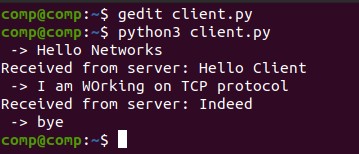 comp@comp:~$ gedit client.py
comp@comp:~$ python3 client.py
-> Hello Networks
Received from server: Hello Client
-> I am WOrking on TCP protocol
Received from server: Indeed
-> bye
comp@comp:~$